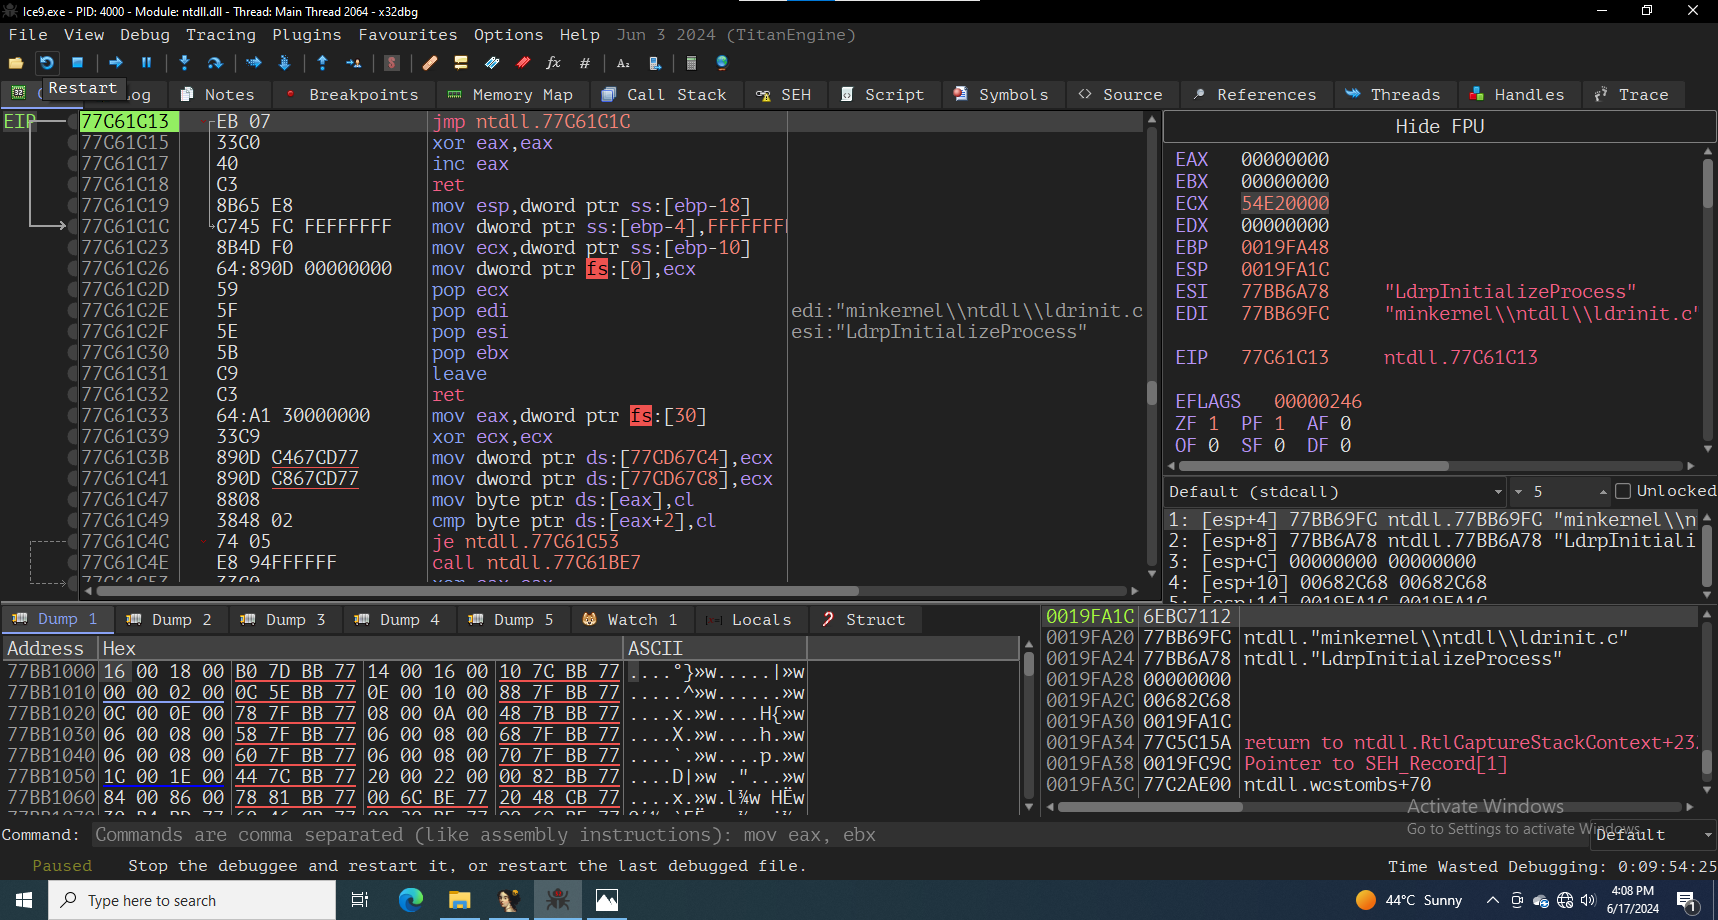 Ice9.exe - PID: 4000 - Module: ntdll.dll - Thread: Main Thread 2064 - x32dbg
File View Debug Tracing Plugins Favourites Options Help Jun 3 2024 (TitanEngine)
Restart
Notes Breakpoints Memory Map Call Stack SEH Script Symbols Source References Threads Handles Trace
EIP 77C61C13 EB 07 jmp ntdll.77C61C1C
77C61C15 33C0 xor eax,eax
77C61C17 40 inc eax
77C61C18 C3 ret
77C61C19 8B65 E8 mov esp,dword ptr ss:[ebp-18]
77C61C1C C745 FC FEFFFFFF mov dword ptr ss:[ebp-4],FFFFFFF
77C61C23 8B4D F0 mov ecx,dword ptr ss:[ebp-10]
77C61C26 64:890D 00000000 mov dword ptr fs:[0],ecx
77C61C2D 59 pop ecx
77C61C2E 5F pop edi edi:"minkernel\\ntdll\\ldrinit.c
77C61C2F 5E pop esi esi:"LdrpInitializeProcess"
77C61C30 5B pop ebx
77C61C31 C9 leave
77C61C32 C3 ret
77C61C33 64:A1 30000000 mov eax,dword ptr fs:[30]
77C61C39 33C9 xor ecx,ecx
77C61C3B 890D C467CD77 mov dword ptr ds:[77CD67C4],ecx
77C61C41 890D C867CD77 mov dword ptr ds:[77CD67C8],ecx
77C61C47 8808 mov byte ptr ds:[eax],cl
77C61C49 3848 02 cmp byte ptr ds:[eax+2],cl
77C61C4C 74 05 je ntdll.77C61C53
77C61C4E E8 94FFFFFF call ntdll.77C61BE7
77C61C53 33C0 xor eax,eax
Hide FPU
EAX 00000000
EBX 00000000
ECX 54E20000
EDX 00000000
EBP 0019FA48
ESP 0019FA1C
ESI 77BB6A78 "LdrpInitializeProcess"
EDI 77BB69FC "minkernel\\ntdll\\ldrinit.c"
EIP 77C61C13 ntdll.77C61C13
EFLAGS 00000246
ZF 1 PF 1 AF 0
OF 0 SF 0 DF 0
Default (stdcall) 5 Unlocked
1: [esp+4] 77BB69FC ntdll.77BB69FC "minkernel\\n
2: [esp+8] 77BB6A78 ntdll.77BB6A78 "LdrpIniti
3: [esp+C] 00000000 00000000
4: [esp+10] 00682C68 00682C68
5: [esp+14] 0019FA1C 0019FA1C
Dump 1 Dump 2 Dump 3 Dump 4 Dump 5 Watch 1 Locals Struct
Address Hex ASCII
77BB1000 16 00 18 00 B0 7D BB 77 14 00 16 00 10 7C BB 77 ....°}»w.....|»w
77BB1010 00 00 02 00 0C 5E BB 77 0E 00 10 00 88 7F BB 77 .....^»w......»w
77BB1020 0C 00 0E 00 78 7F BB 77 08 00 0A 00 48 7B BB 77 ....x.»w....H{»w
77BB1030 06 00 08 00 58 7F BB 77 06 00 08 00 68 7F BB 77 ....X.»w....h.»w
77BB1040 06 00 08 00 60 7F BB 77 06 00 08 00 70 7F BB 77 ....`.»w....p.»w
77BB1050 1C 00 1E 00 44 7C BB 77 20 00 22 00 00 82 BB 77 ....D|»w ."...»w
77BB1060 84 00 86 00 78 81 BB 77 00 6C BE 77 20 48 CB 77 ....x.»w.l¾w HËw
0019FA1C 6EBC7112
0019FA20 77BB69FC ntdll."minkernel\\ntdll\\ldrinit.c"
0019FA24 77BB6A78 ntdll."LdrpInitializeProcess"
0019FA28 00000000
0019FA2C 00682C68
0019FA30 0019FA1C
0019FA34 77C5C15A return to ntdll.RtlCaptureStackContext+23
0019FA38 0019FC9C Pointer to SEH_Record[1]
0019FA3C 77C2AE00 ntdll.wcstombs+70
Activate Windows
Go to Settings to activate Windows.
Command: Commands are comma separated (like assembly instructions): mov eax, ebx Default
Paused Stop the debuggee and restart it, or restart the last debugged file. Time Wasted Debugging: 0:09:54:25
Type here to search
44°C Sunny
4:08 PM
6/17/2024
1